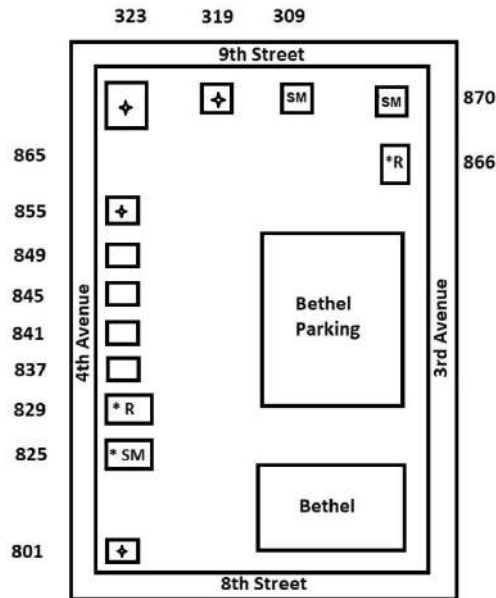 323 319 309
9th Street
SM SM 870
865 *R 866
855
849
845
Bethel
Parking
841
837
829 * R
825 * SM
Bethel
801
8th Street
4th Avenue
3rd Avenue